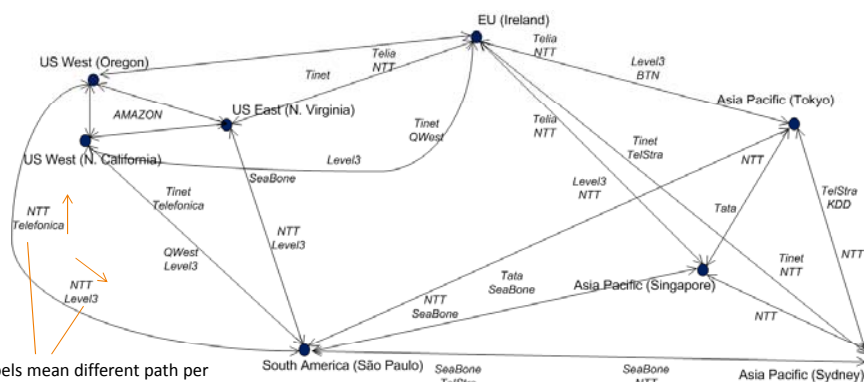 EU (Ireland)
US West (Oregon)
Telia
NTT
Tinet
Telia
NTT
Level3
BTN
AMAZON
US East (N. Virginia)
Asia Pacific (Tokyo)
Tinet
QWest
Telia
NTT
Tinet
TelStra
US West (N. California)
Level3
SeaBone
NTT
Level3
NTT
Tinet
Telefonica
NTT
Telefonica
TelStra
KDD
Tata
NTT
Level3
QWest
Level3
Tinet
NTT
NTT
Tata
SeaBone
Asia Pacific (Singapore)
NTT
Level3
NTT
SeaBone
NTT
South America (São Paulo)
SeaBone
TelStra
SeaBone
NTT
Asia Pacific (Sydney)
bels mean different path per